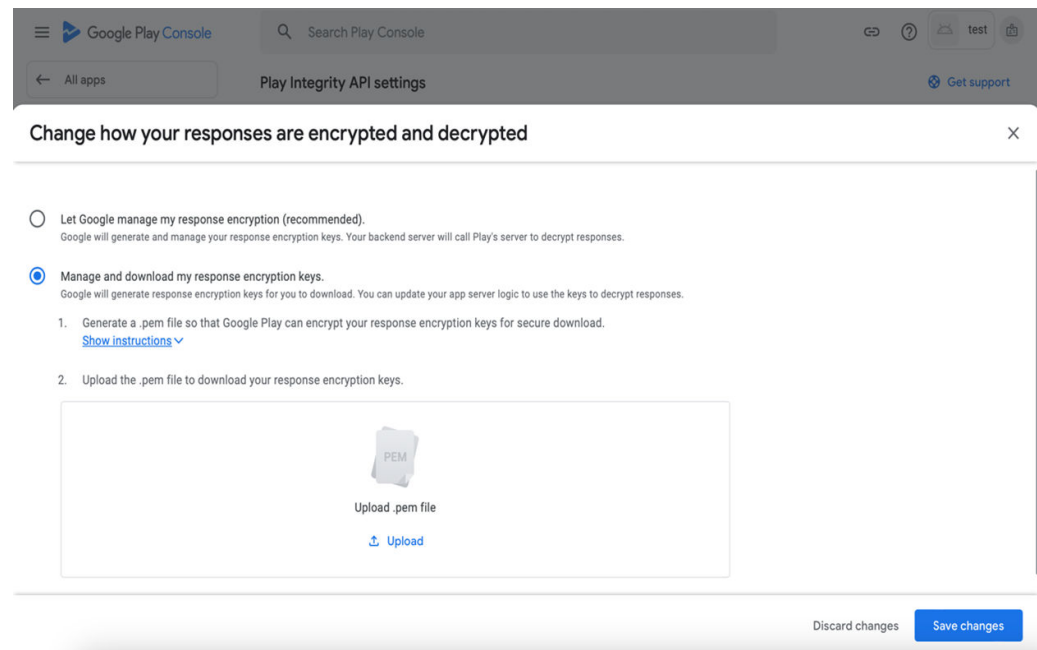 Google Play Console
Search Play Console
test
All apps
Play Integrity API settings
Get support
Change how your responses are encrypted and decrypted
Let Google manage my response encryption (recommended).
Google will generate and manage your response encryption keys. Your backend server will call Play's server to decrypt responses.
Manage and download my response encryption keys.
Google will generate response encryption keys for you to download. You can update your app server logic to use the keys to decrypt responses.
1. Generate a .pem file so that Google Play can encrypt your response encryption keys for secure download.
Show instructions
2. Upload the .pem file to download your response encryption keys.
PEM
Upload .pem file
Upload
Discard changes
Save changes